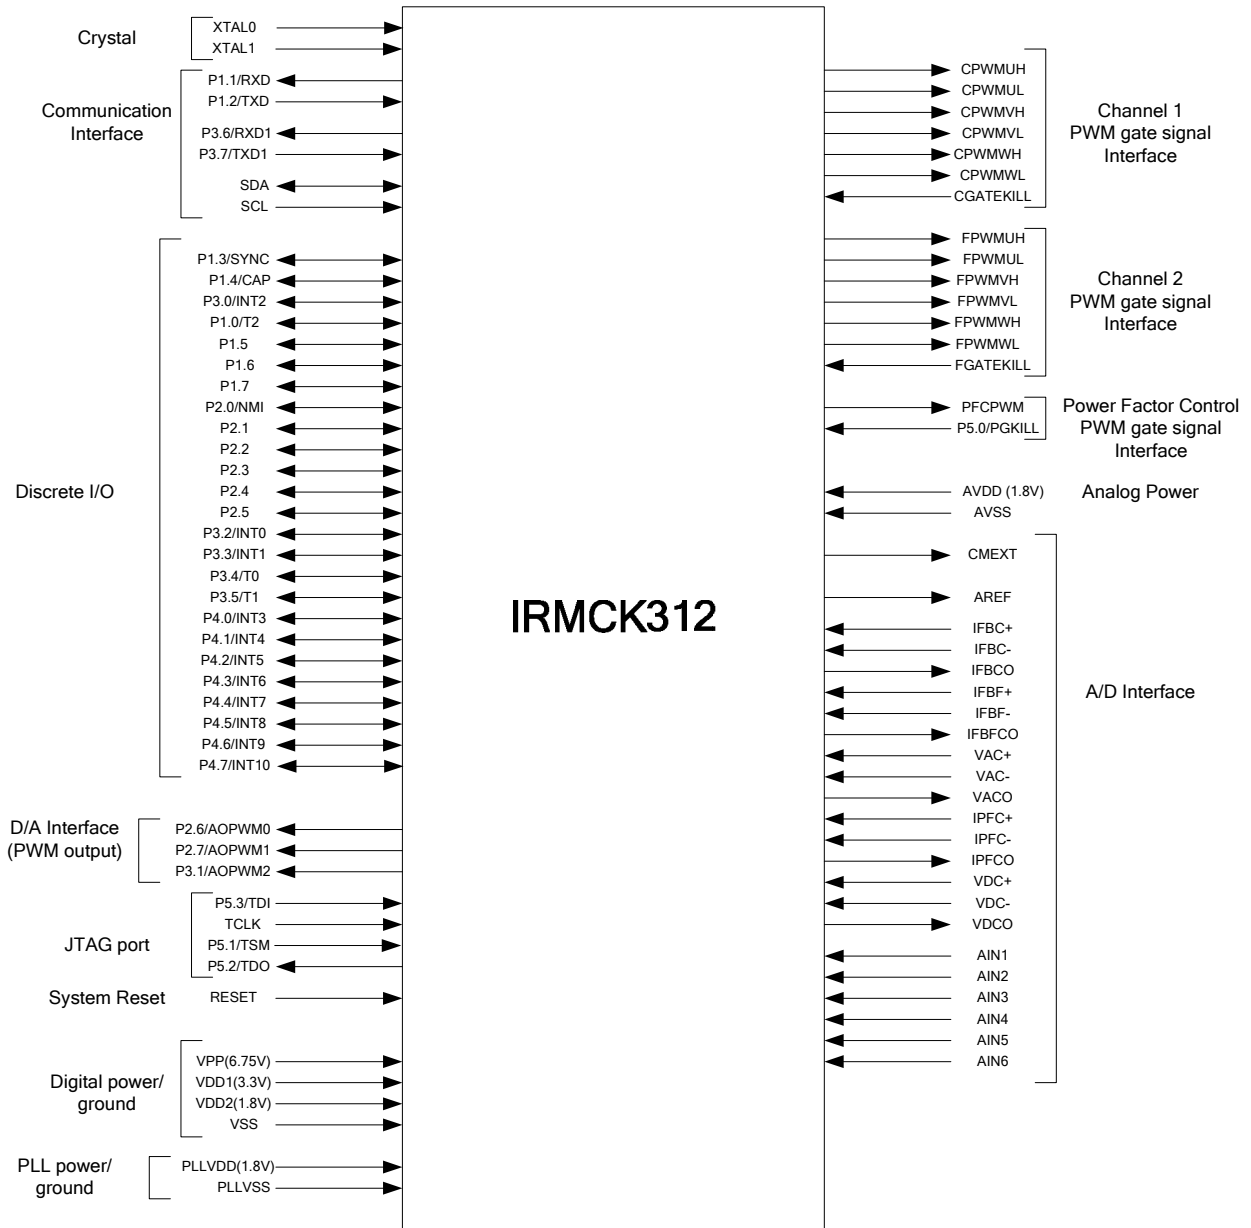 Crystal
XTAL0
XTAL1
Communication
Interface
P1.1/RXD
P1.2/TXD
P3.6/RXD1
P3.7/TXD1
SDA
SCL
Discrete I/O
P1.3/SYNC
P1.4/CAP
P3.0/INT2
P1.0/T2
P1.5
P1.6
P1.7
P2.0/NMI
P2.1
P2.2
P2.3
P2.4
P2.5
P3.2/INT0
P3.3/INT1
P3.4/T0
P3.5/T1
P4.0/INT3
P4.1/INT4
P4.2/INT5
P4.3/INT6
P4.4/INT7
P4.5/INT8
P4.6/INT9
P4.7/INT10
D/A Interface
(PWM output)
P2.6/AOPWM0
P2.7/AOPWM1
P3.1/AOPWM2
JTAG port
P5.3/TDI
TCLK
P5.1/TSM
P5.2/TDO
System Reset
RESET
Digital power/
ground
VPP(6.75V)
VDD1(3.3V)
VDD2(1.8V)
VSS
PLL power/
ground
PLLVDD(1.8V)
PLLVSS
IRMCK312
CPWMUH
CPWMUL
CPWMVH
CPWMVL
CPWMWH
CPWMWL
CGATEKILL
Channel 1
PWM gate signal
Interface
FPWMUH
FPWMUL
FPWMVH
FPWMVL
FPWMWH
FPWMWL
FGATEKILL
Channel 2
PWM gate signal
Interface
PFCPWM
P5.0/PGKILL
Power Factor Control
PWM gate signal
Interface
AVDD (1.8V)
AVSS
Analog Power
CMEXT
AREF
IFBC+
IFBC-
IFBCO
IFBF+
IFBF-
IFBFCO
VAC+
VAC-
VACO
IPFC+
IPFC-
IPFCO
VDC+
VDC-
VDCO
AIN1
AIN2
AIN3
AIN4
AIN5
AIN6
A/D Interface